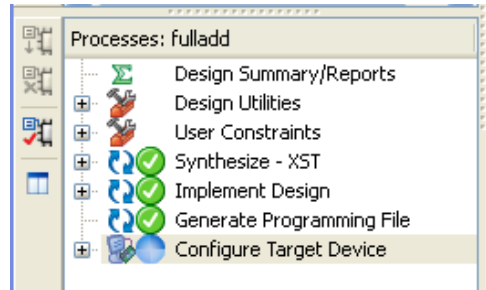 Processes: fulladd
Design Summary/Reports
Design Utilities
User Constraints
Synthesize - XST
Implement Design
Generate Programming File
Configure Target Device